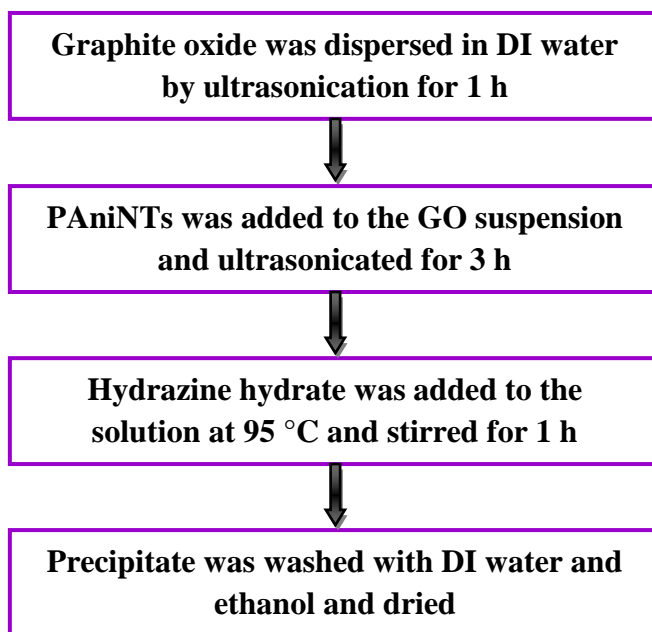 Graphite oxide was dispersed in DI water
by ultrasonication for 1 h
PAniNTs was added to the GO suspension
and ultrasonicated for 3 h
Hydrazine hydrate was added to the
solution at 95 °C and stirred for 1 h
Precipitate was washed with DI water and
ethanol and dried